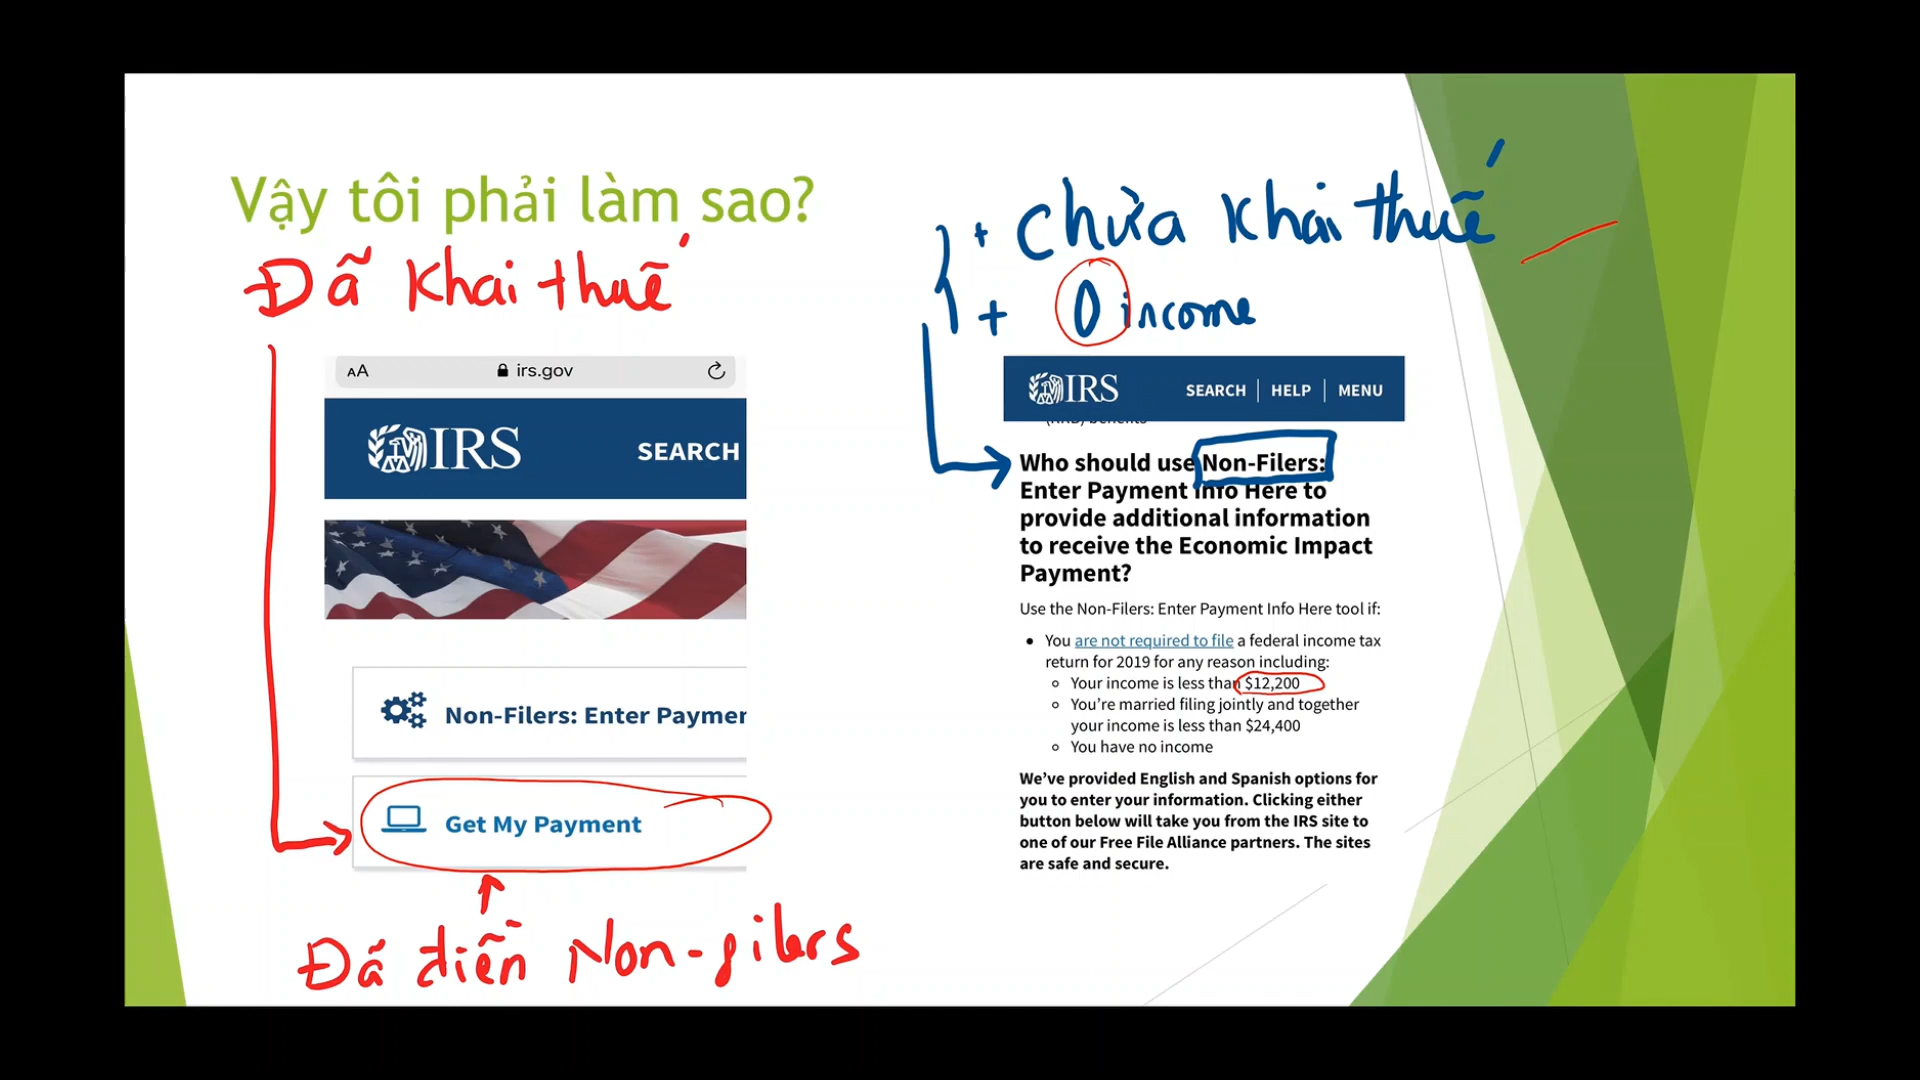 Vậy tôi phải làm sao?
Đã Khai thuế
AA irs.gov
IRS SEARCH
Non-Filers: Enter Paymen
Get My Payment
Đã điền Non-filers
+ Chưa Khai thuế
+ 0 income
IRS SEARCH | HELP | MENU
Who should use Non-Filers:
Enter Payment Info Here to
provide additional information
to receive the Economic Impact
Payment?
Use the Non-Filers: Enter Payment Info Here tool if:
• You are not required to file a federal income tax
return for 2019 for any reason including:
○ Your income is less than $12,200
○ You’re married filing jointly and together
your income is less than $24,400
○ You have no income
We’ve provided English and Spanish options for
you to enter your information. Clicking either
button below will take you from the IRS site to
one of our Free File Alliance partners. The sites
are safe and secure.